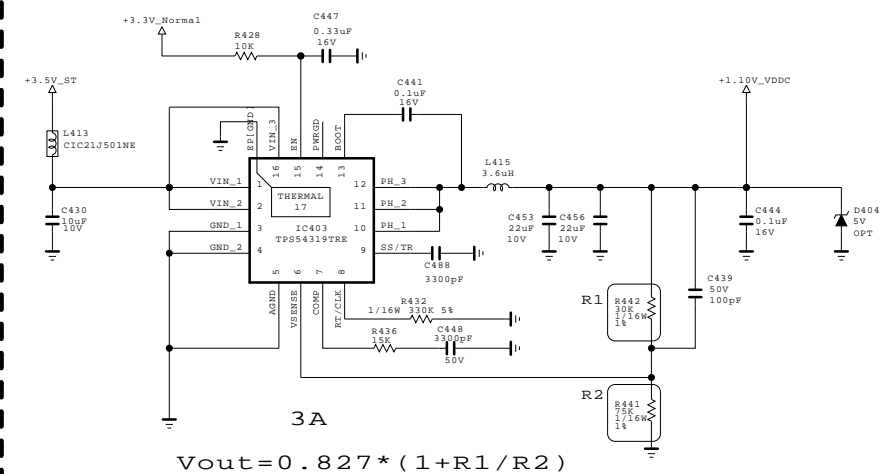 +3.3V_Normal
R428
10K
C447
0.33uF
16V
+3.5V_ST
C441
0.1uF
16V
+1.10V_VDDC
L413
CIC21J501NE
EP[GND]
VIN_3
EN
PWRGD
BOOT
16
15
14
13
L415
3.6uH
VIN_1
1
THERMAL
17
12
PH_3
VIN_2
2
IC403
TPS54319TRE
11
PH_2
GND_1
3
10
PH_1
GND_2
4
9
SS/TR
C430
10uF
10V
C453
22uF
10V
C456
22uF
10V
C444
0.1uF
16V
D404
5V
OPT
C488
3300pF
5
6
7
8
AGND
VSENSE
COMP
RT/CLK
R432
1/16W 330K 5%
R436
15K
C448
3300pF
50V
C439
50V
100pF
R1
R442
30K
1/16W
1%
R2
R441
75K
1/16W
1%
3A
Vout=0.827*(1+R1/R2)